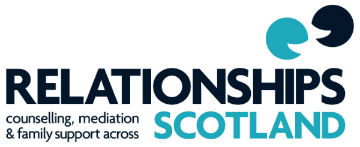 RELATIONSHIPS
counselling, mediation
& family support across
SCOTLAND